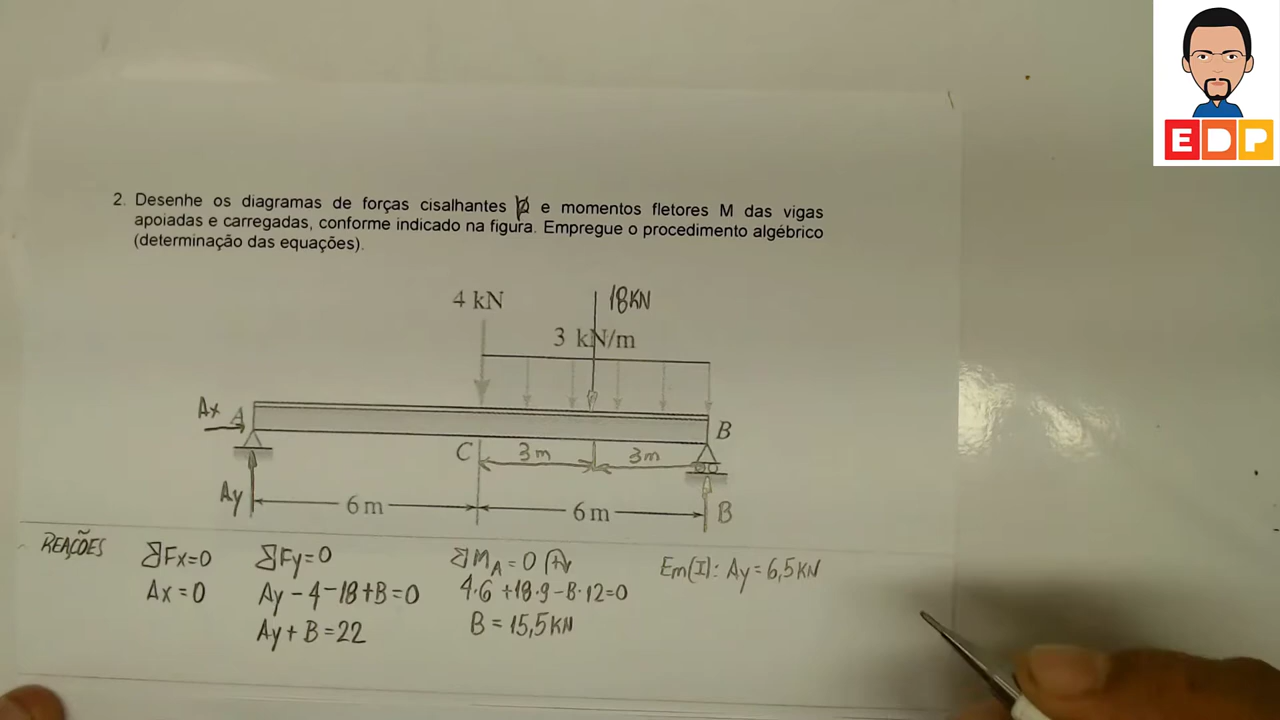 EDP
2. Desenhe os diagramas de forças cisalhantes e momentos fletores M das vigas
apoiadas e carregadas, conforme indicado na figura. Empregue o procedimento algébrico
(determinação das equações).
4 kN
18KN
3 kN/m
Ax
A
B
C
3m
3m
Ay
6 m
6 m
B
REAÇÕES
ΣFx=0
Ax=0
ΣFy=0
Ay-4-18+B=0
Ay+B=22
ΣMA=0
4·6+18·9-B·12=0
B=15,5KN
Em(I): Ay=6,5KN